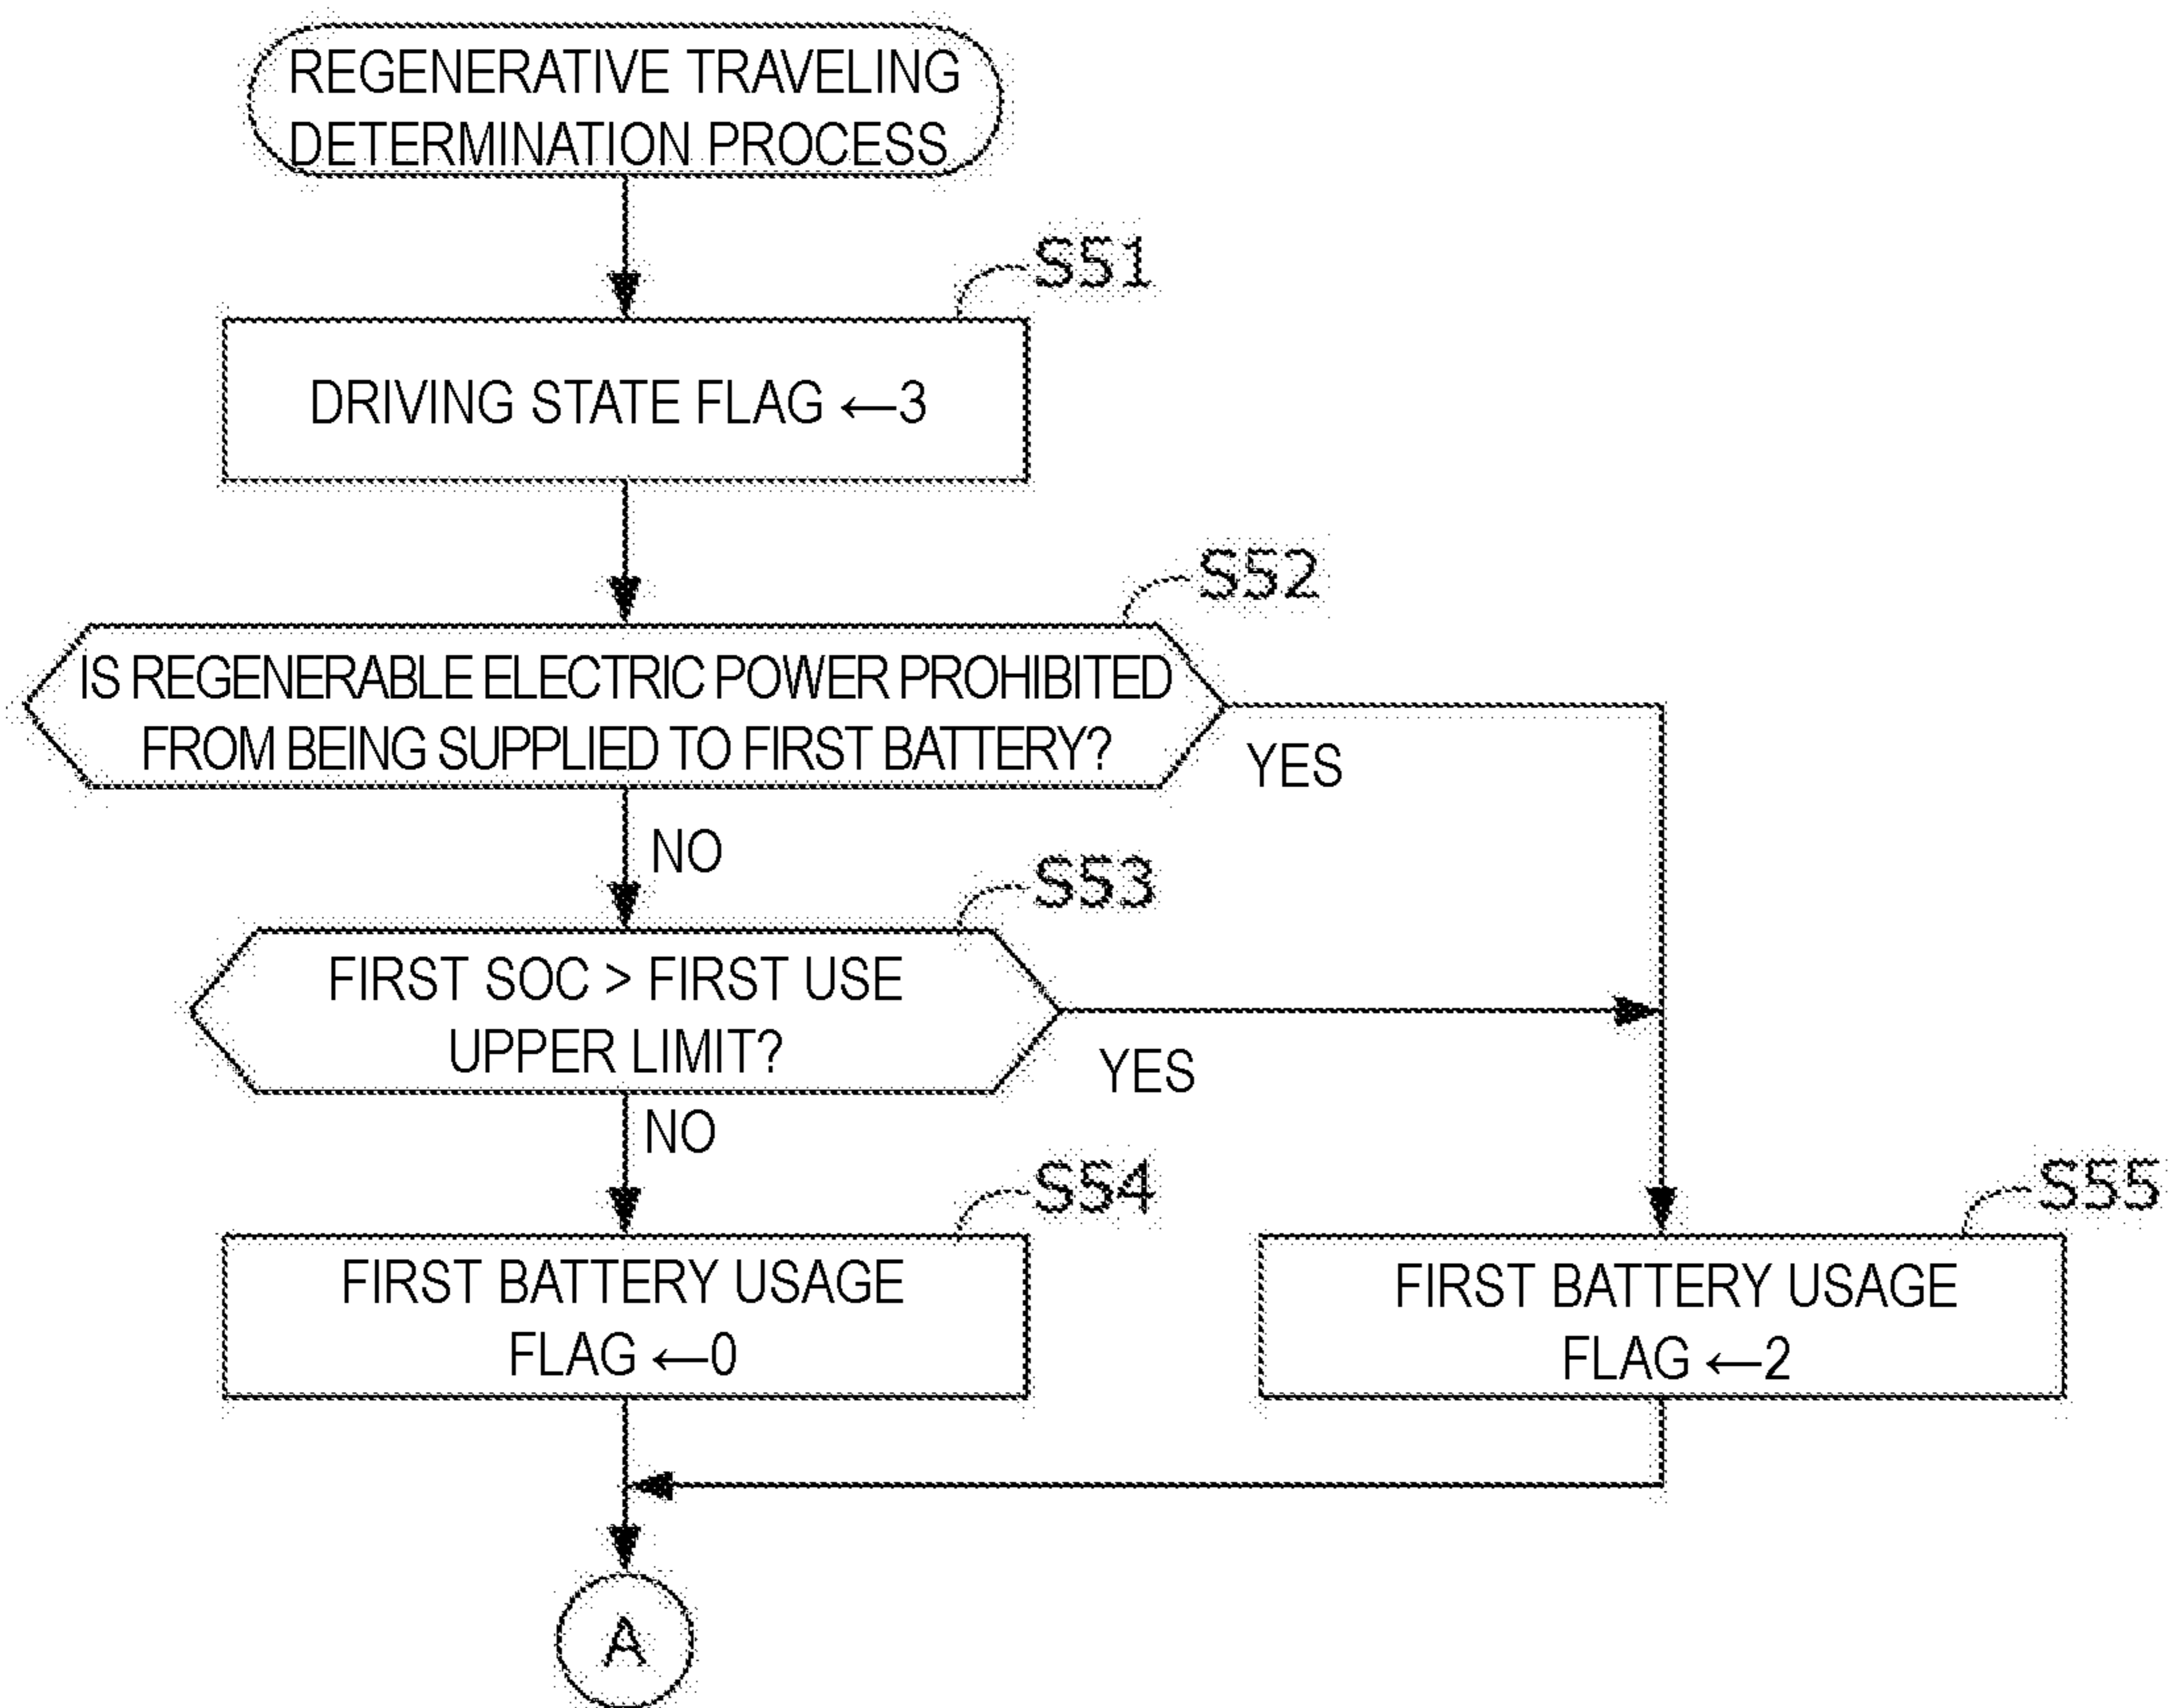 REGENERATIVE TRAVELING
DETERMINATION PROCESS
S51
DRIVING STATE FLAG ←3
S52
IS REGENERABLE ELECTRIC POWER PROHIBITED
FROM BEING SUPPLIED TO FIRST BATTERY?
YES
NO
S53
FIRST SOC > FIRST USE
UPPER LIMIT?
YES
NO
S54
FIRST BATTERY USAGE
FLAG ←0
S55
FIRST BATTERY USAGE
FLAG ←2
A